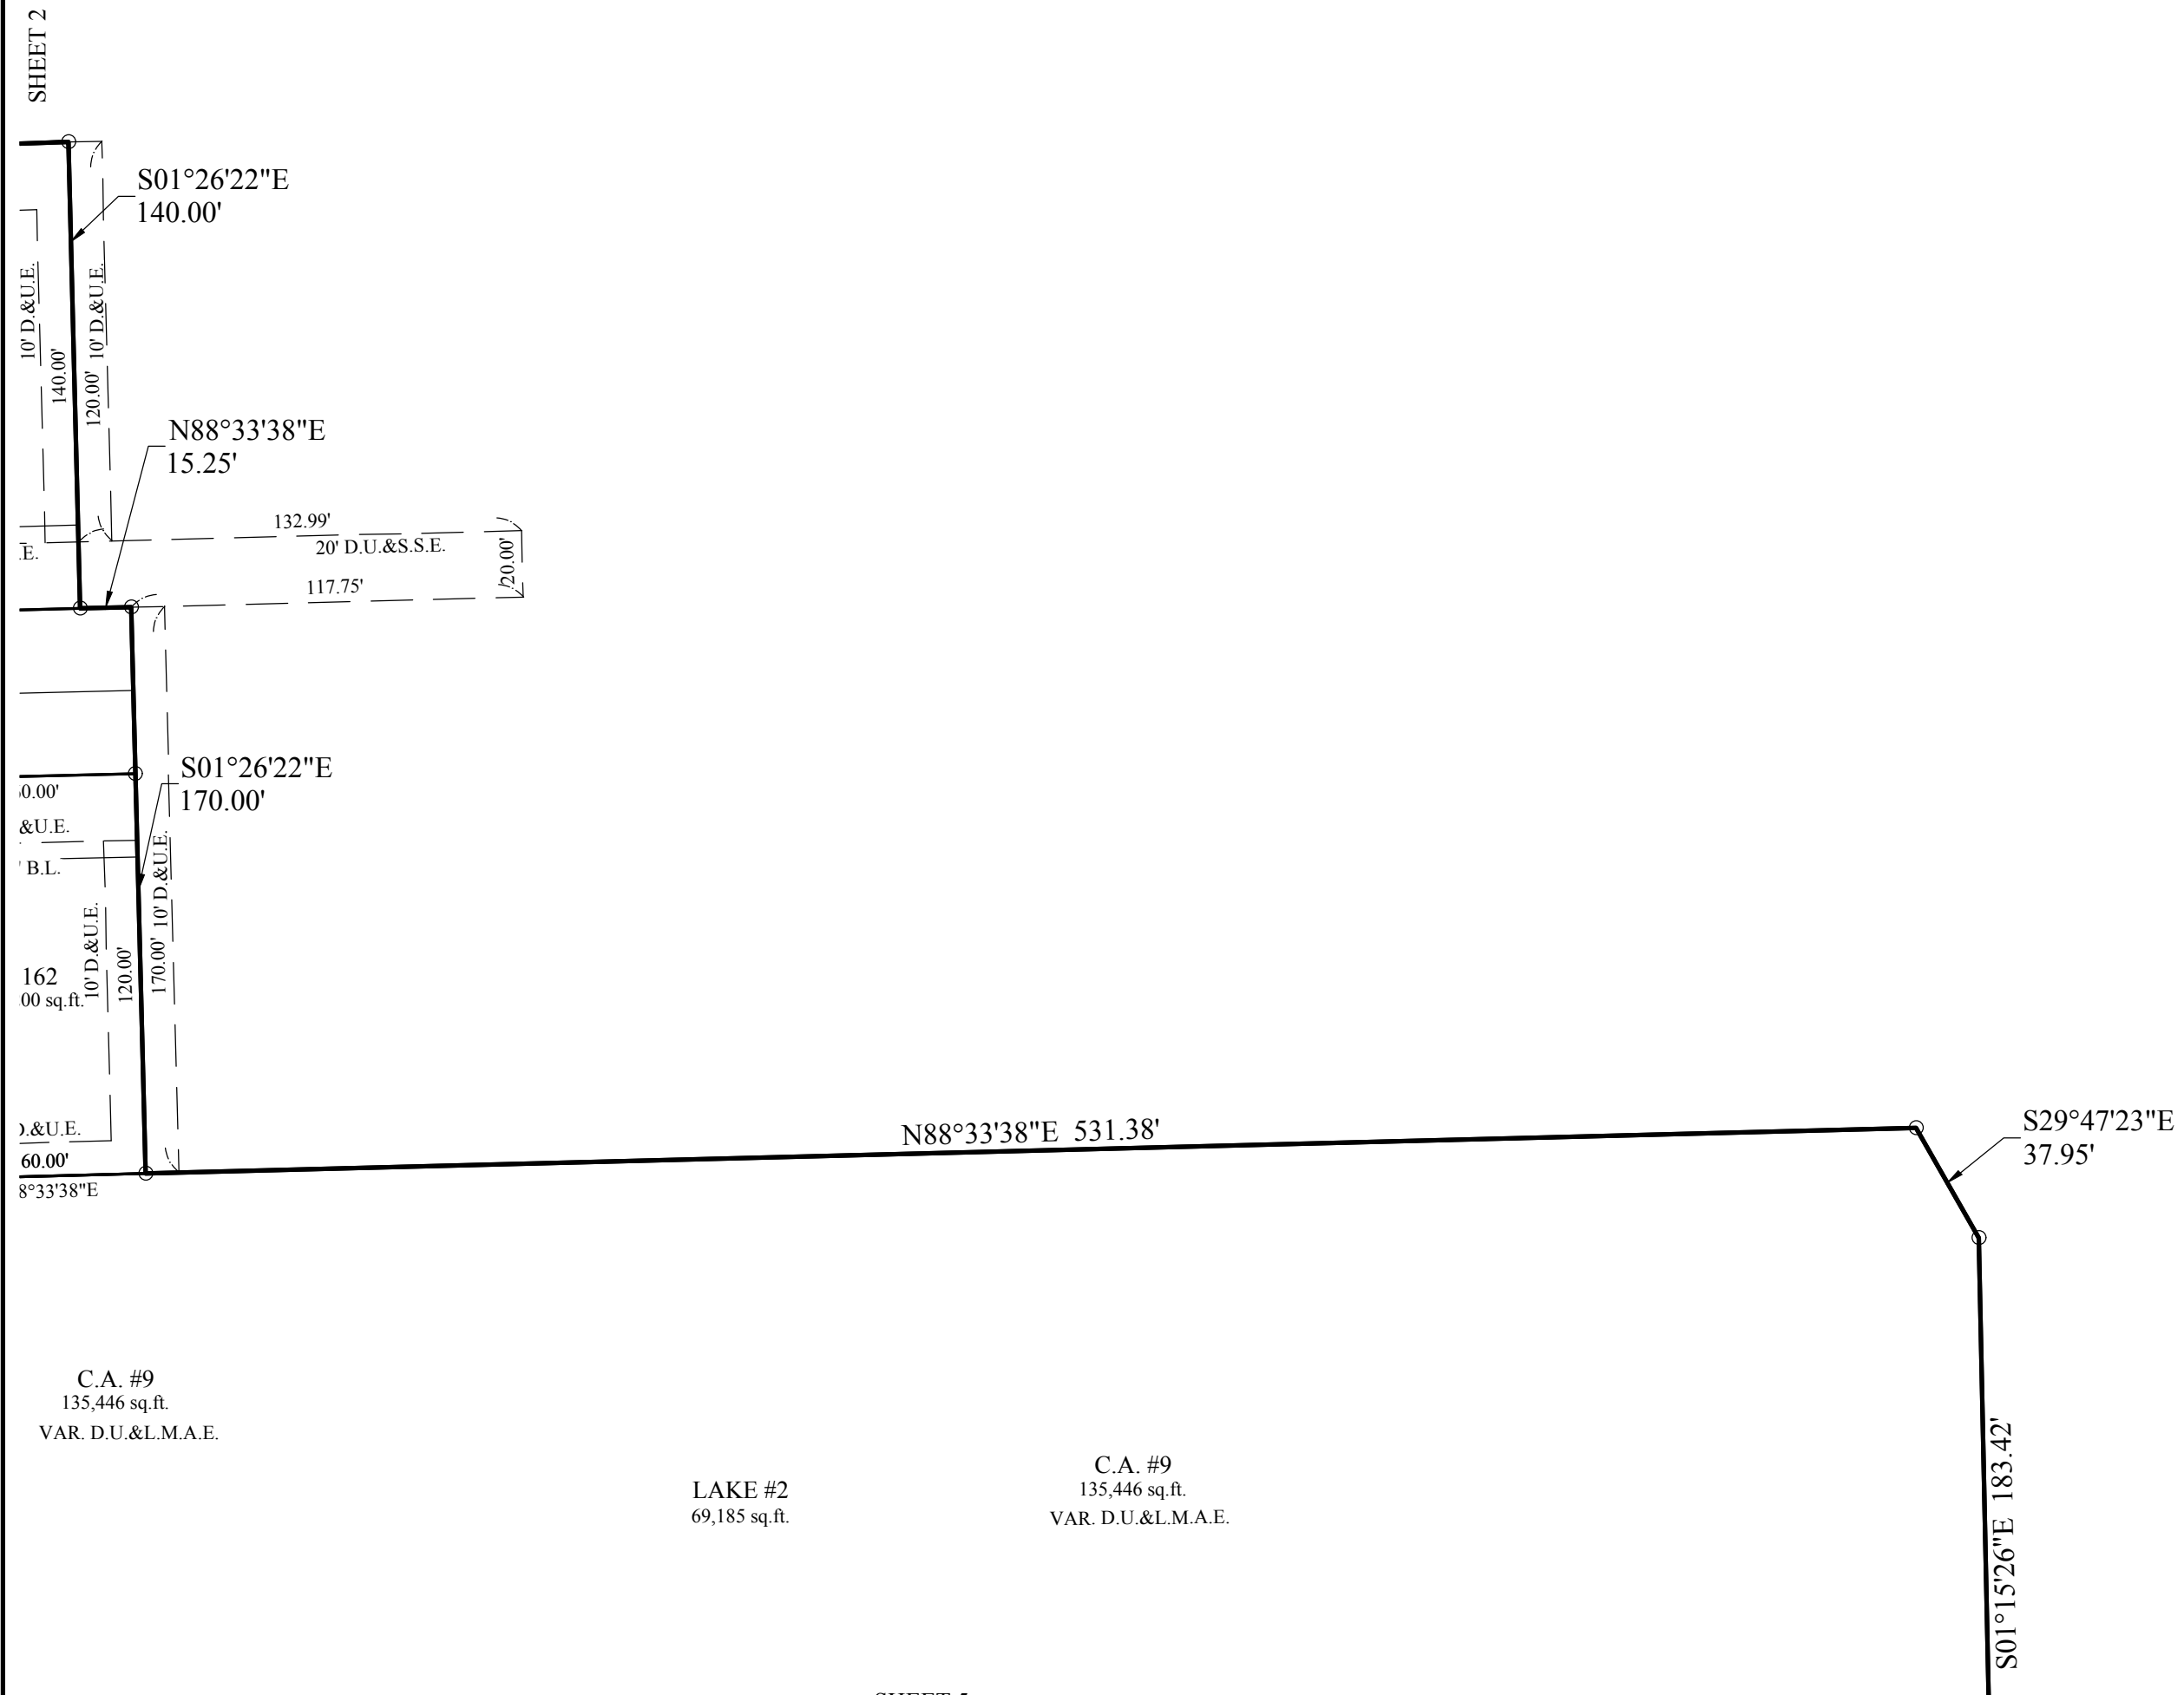 SHEET 2
S01°26'22"E
140.00'
10' D.&U.E.
140.00'
120.00' 10' D.&U.E.
N88°33'38"E
15.25'
132.99'
20' D.U.&S.S.E.
20.00'
.E.
117.75'
S01°26'22"E
170.00'
0.00'
&U.E.
' B.L.
10' D.&U.E.
120.00'
170.00' 10' D.&U.E.
162
00 sq.ft.
.&U.E.
60.00'
8°33'38"E
N88°33'38"E 531.38'
S29°47'23"E
37.95'
C.A. #9
135,446 sq.ft.
VAR. D.U.&L.M.A.E.
LAKE #2
69,185 sq.ft.
C.A. #9
135,446 sq.ft.
VAR. D.U.&L.M.A.E.
S01°15'26"E 183.42'